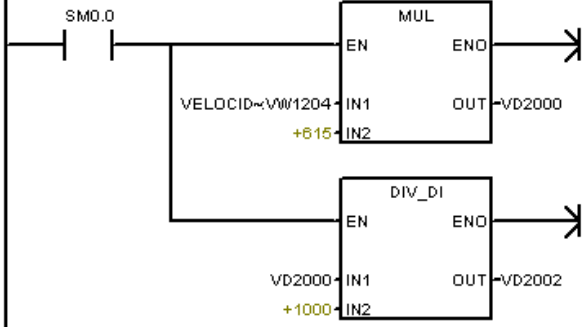 SM0.0
MUL
EN ENO
VELOCID~:VW1204 IN1 OUT VD2000
+615 IN2
DIV_DI
EN ENO
VD2000 IN1 OUT VD2002
+1000 IN2